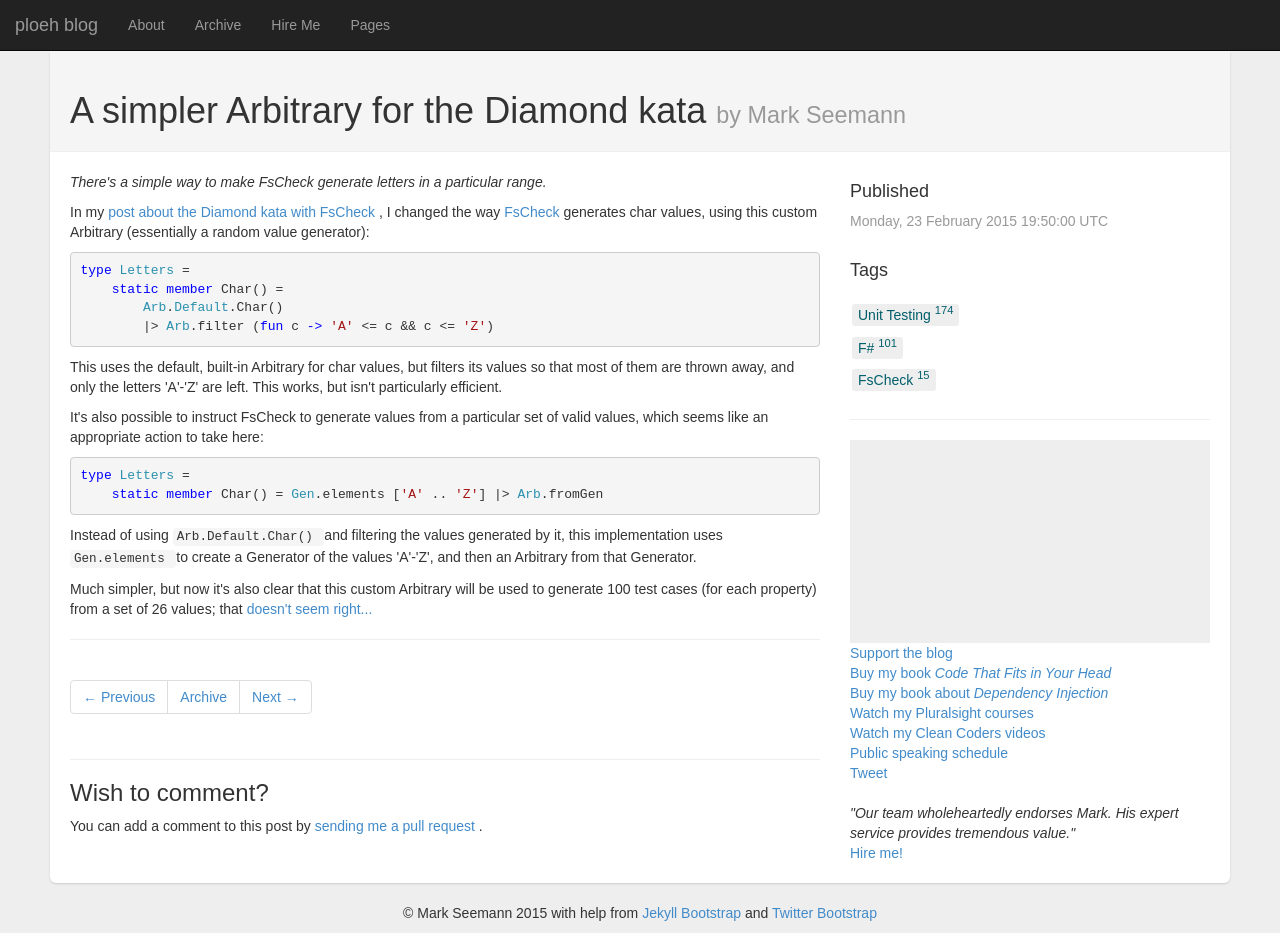 ploeh blog About Archive Hire Me Pages
A simpler Arbitrary for the Diamond kata by Mark Seemann
There's a simple way to make FsCheck generate letters in a particular range.
In my post about the Diamond kata with FsCheck , I changed the way FsCheck generates char values, using this custom
Arbitrary (essentially a random value generator):
type Letters =
    static member Char() =
        Arb.Default.Char()
        |> Arb.filter (fun c -> 'A' <= c && c <= 'Z')
This uses the default, built-in Arbitrary for char values, but filters its values so that most of them are thrown away, and
only the letters 'A'-'Z' are left. This works, but isn't particularly efficient.
It's also possible to instruct FsCheck to generate values from a particular set of valid values, which seems like an
appropriate action to take here:
type Letters =
    static member Char() = Gen.elements ['A' .. 'Z'] |> Arb.fromGen
Instead of using Arb.Default.Char() and filtering the values generated by it, this implementation uses
Gen.elements to create a Generator of the values 'A'-'Z', and then an Arbitrary from that Generator.
Much simpler, but now it's also clear that this custom Arbitrary will be used to generate 100 test cases (for each property)
from a set of 26 values; that doesn't seem right...
← Previous Archive Next →
Wish to comment?
You can add a comment to this post by sending me a pull request .
Published
Monday, 23 February 2015 19:50:00 UTC
Tags
Unit Testing 174
F# 101
FsCheck 15
Support the blog
Buy my book Code That Fits in Your Head
Buy my book about Dependency Injection
Watch my Pluralsight courses
Watch my Clean Coders videos
Public speaking schedule
Tweet
"Our team wholeheartedly endorses Mark. His expert
service provides tremendous value."
Hire me!
© Mark Seemann 2015 with help from Jekyll Bootstrap and Twitter Bootstrap